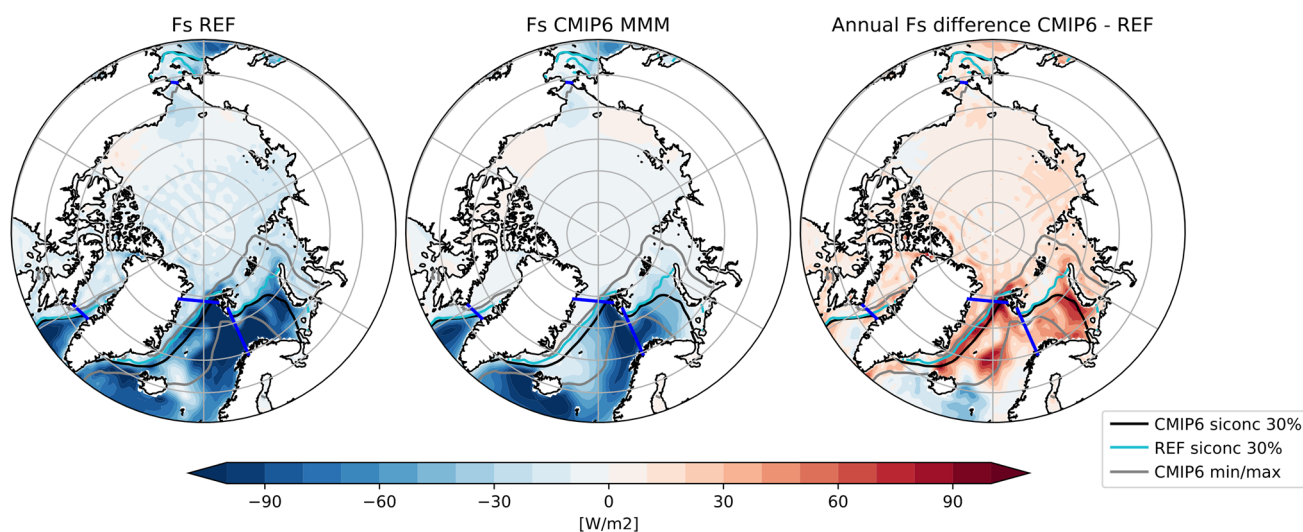 Fs REF
Fs CMIP6 MMM
Annual Fs difference CMIP6 - REF
CMIP6 siconc 30%
REF siconc 30%
CMIP6 min/max
−90 −60 −30 0 30 60 90
[W/m2]